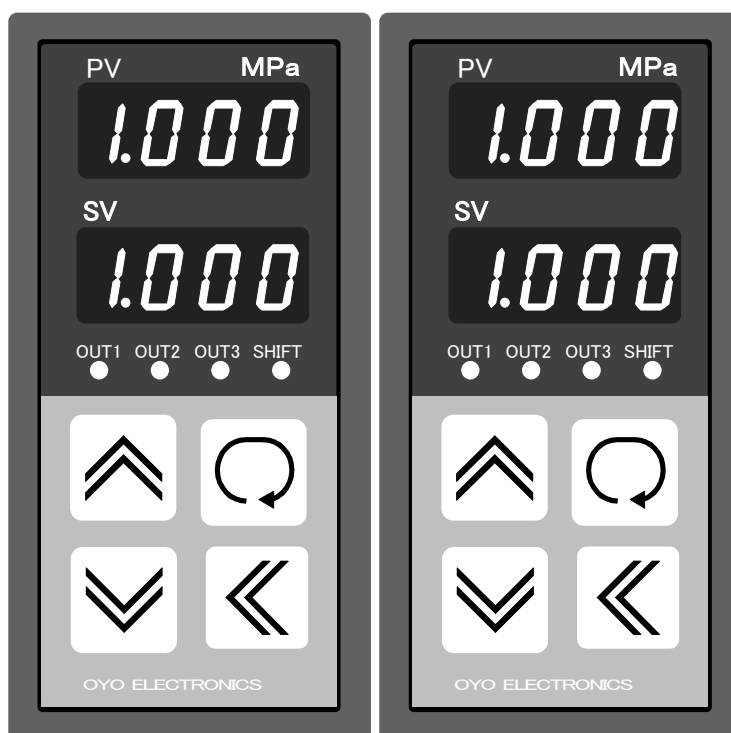 PV MPa
1.000
SV
1.000
OUT1 OUT2 OUT3 SHIFT
OYO ELECTRONICS
PV MPa
1.000
SV
1.000
OUT1 OUT2 OUT3 SHIFT
OYO ELECTRONICS